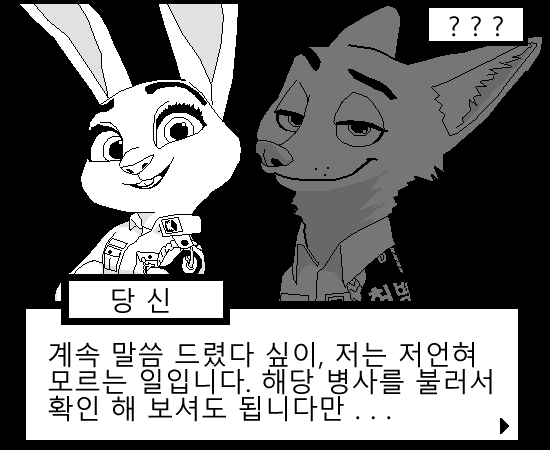 ? ? ?
헌병
당 신
계속 말씀 드렸다 싶이, 저는 저언혀
모르는 일입니다. 해당 병사를 불러서
확인 해 보셔도 됩니다만 . . .